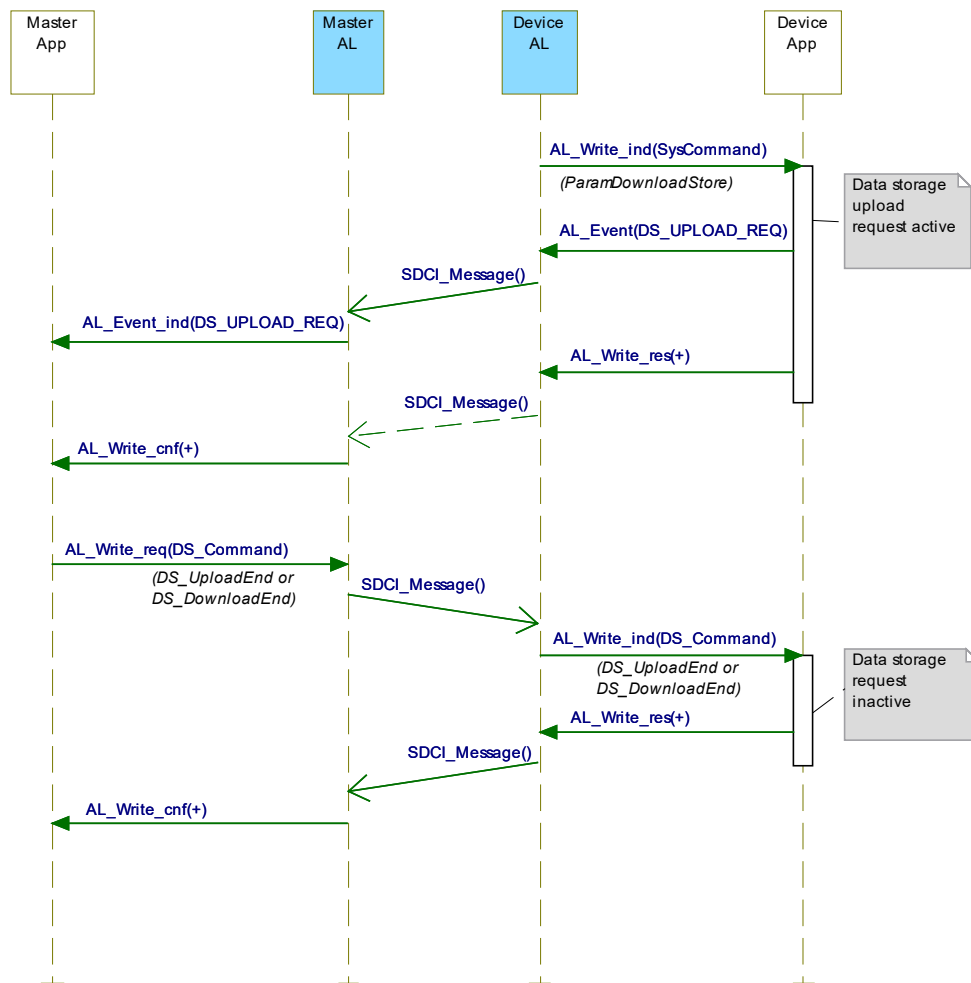 Master
App
Master
AL
Device
AL
Device
App
AL_Write_ind(SysCommand)
(ParamDownloadStore)
Data storage
upload
request active
AL_Event(DS_UPLOAD_REQ)
SDCI_Message()
AL_Event_ind(DS_UPLOAD_REQ)
AL_Write_res(+)
SDCI_Message()
AL_Write_cnf(+)
AL_Write_req(DS_Command)
(DS_UploadEnd or
DS_DownloadEnd)
SDCI_Message()
AL_Write_ind(DS_Command)
(DS_UploadEnd or
DS_DownloadEnd)
Data storage
request
inactive
AL_Write_res(+)
SDCI_Message()
AL_Write_cnf(+)